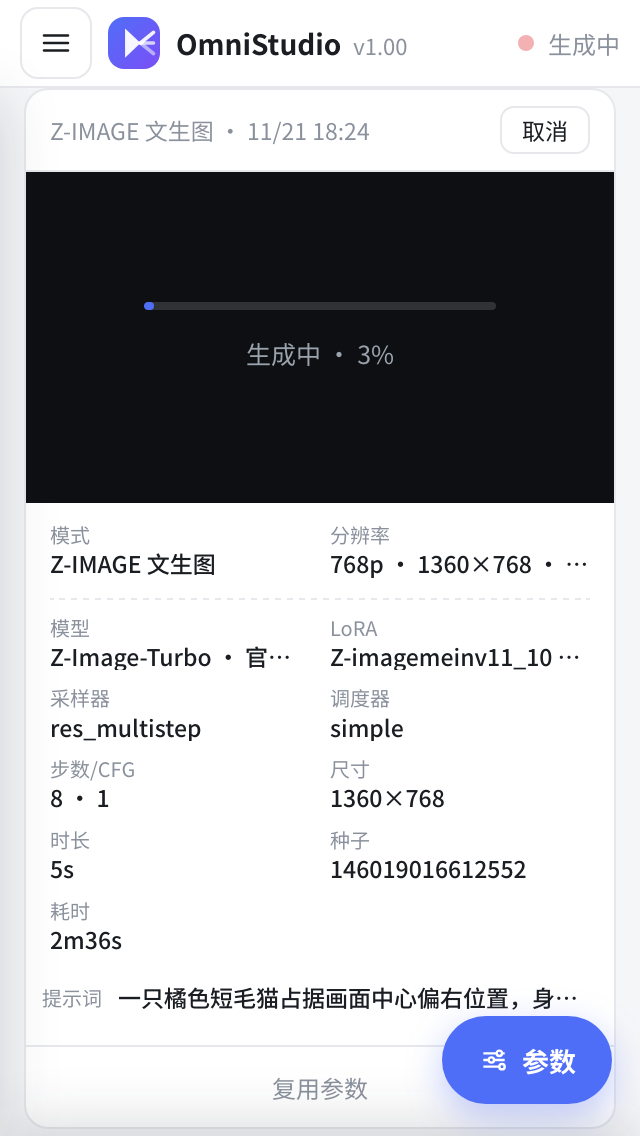 OmniStudio v1.00 生成中
Z-IMAGE 文生图 • 11/21 18:24 取消
生成中 • 3%
模式 分辨率
Z-IMAGE 文生图 768p • 1360×768 • ⋯
模型 LoRA
Z-Image-Turbo • 官⋯ Z-imagemeinv11_10 ⋯
采样器 调度器
res_multistep simple
步数/CFG 尺寸
8 • 1 1360×768
时长 种子
5s 146019016612552
耗时
2m36s
提示词 一只橘色短毛猫占据画面中心偏右位置，身⋯
参数
复用参数